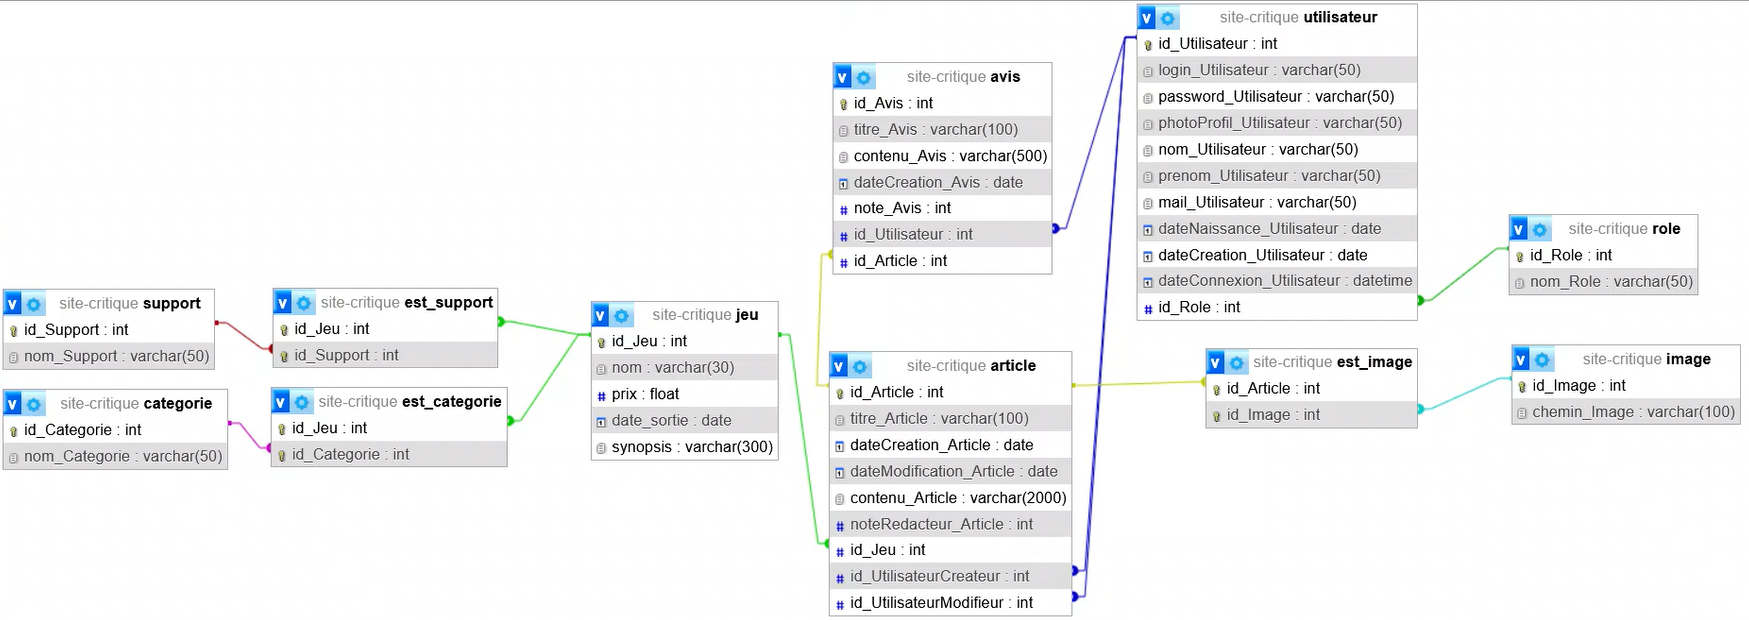 site-critique support
id_Support : int
nom_Support : varchar(50)
site-critique categorie
id_Categorie : int
nom_Categorie : varchar(50)
site-critique est_support
id_Jeu : int
id_Support : int
site-critique est_categorie
id_Jeu : int
id_Categorie : int
site-critique jeu
id_Jeu : int
nom : varchar(30)
prix : float
date_sortie : date
synopsis : varchar(300)
site-critique avis
id_Avis : int
titre_Avis : varchar(100)
contenu_Avis : varchar(500)
dateCreation_Avis : date
note_Avis : int
id_Utilisateur : int
id_Article : int
site-critique article
id_Article : int
titre_Article : varchar(100)
dateCreation_Article : date
dateModification_Article : date
contenu_Article : varchar(2000)
noteRedacteur_Article : int
id_Jeu : int
id_UtilisateurCreateur : int
id_UtilisateurModifieur : int
site-critique utilisateur
id_Utilisateur : int
login_Utilisateur : varchar(50)
password_Utilisateur : varchar(50)
photoProfil_Utilisateur : varchar(50)
nom_Utilisateur : varchar(50)
prenom_Utilisateur : varchar(50)
mail_Utilisateur : varchar(50)
dateNaissance_Utilisateur : date
dateCreation_Utilisateur : date
dateConnexion_Utilisateur : datetime
id_Role : int
site-critique est_image
id_Article : int
id_Image : int
site-critique role
id_Role : int
nom_Role : varchar(50)
site-critique image
id_Image : int
chemin_Image : varchar(100)